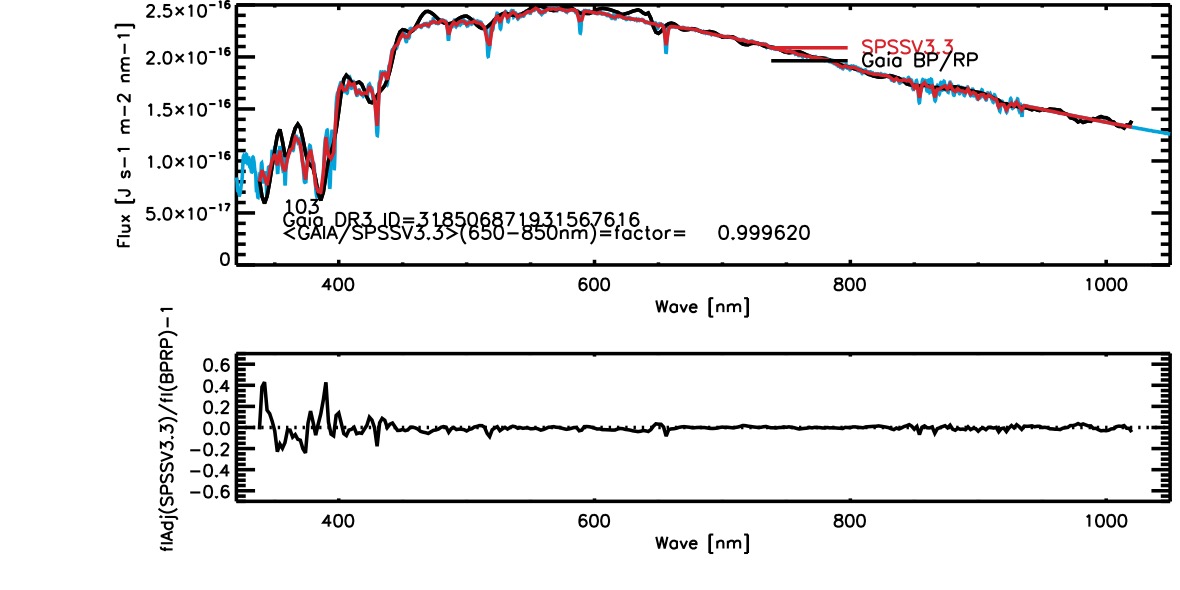 2.5×10−16
2.0×10−16
1.5×10−16
1.0×10−16
5.0×10−17
0
Flux [J s−1 m−2 nm−1]
SPSSV3.3
Gaia BP/RP
103
Gaia DR3 ID=318506871931567616
<GAIA/SPSSV3.3>(650−850nm)=factor= 0.999620
400 600 800 1000
Wave [nm]
flAdj(SPSSV3.3)/fl(BPRP)−1
0.6
0.4
0.2
0.0
−0.2
−0.4
−0.6
400 600 800 1000
Wave [nm]